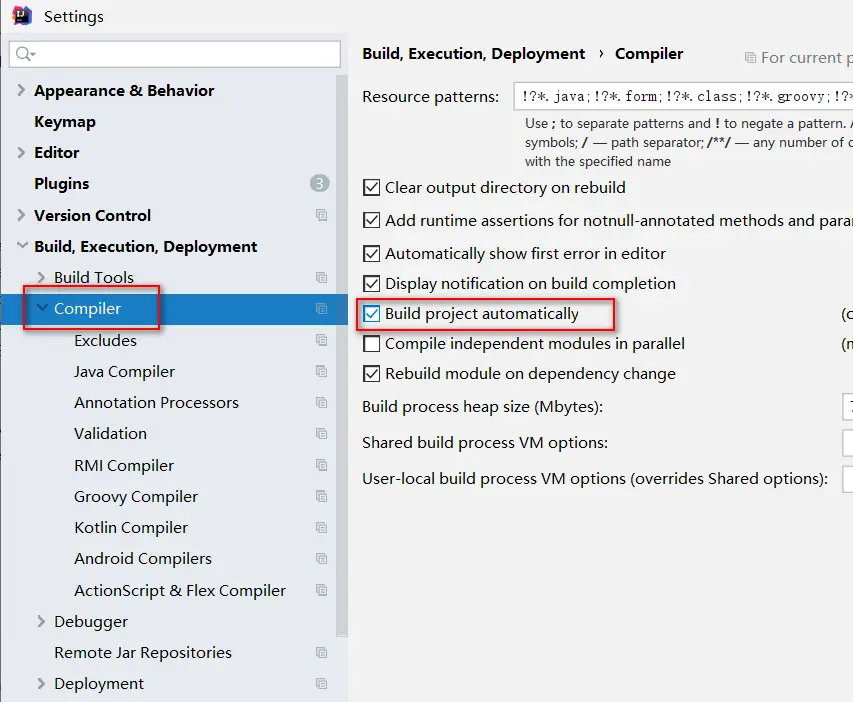 Settings
Appearance & Behavior
Keymap
Editor
Plugins
3
Version Control
Build, Execution, Deployment
Build Tools
Compiler
Excludes
Java Compiler
Annotation Processors
Validation
RMI Compiler
Groovy Compiler
Kotlin Compiler
Android Compilers
ActionScript & Flex Compiler
Debugger
Remote Jar Repositories
Deployment
Build, Execution, Deployment › Compiler
For current p
Resource patterns: !?*.java;!?*.form;!?*.class;!?*.groovy;!?*
Use ; to separate patterns and ! to negate a pattern.
symbols; / — path separator; /**/ — any number of
with the specified name
Clear output directory on rebuild
Add runtime assertions for notnull-annotated methods and para
Automatically show first error in editor
Display notification on build completion
Build project automatically
Compile independent modules in parallel
Rebuild module on dependency change
Build process heap size (Mbytes):
Shared build process VM options:
User-local build process VM options (overrides Shared options):